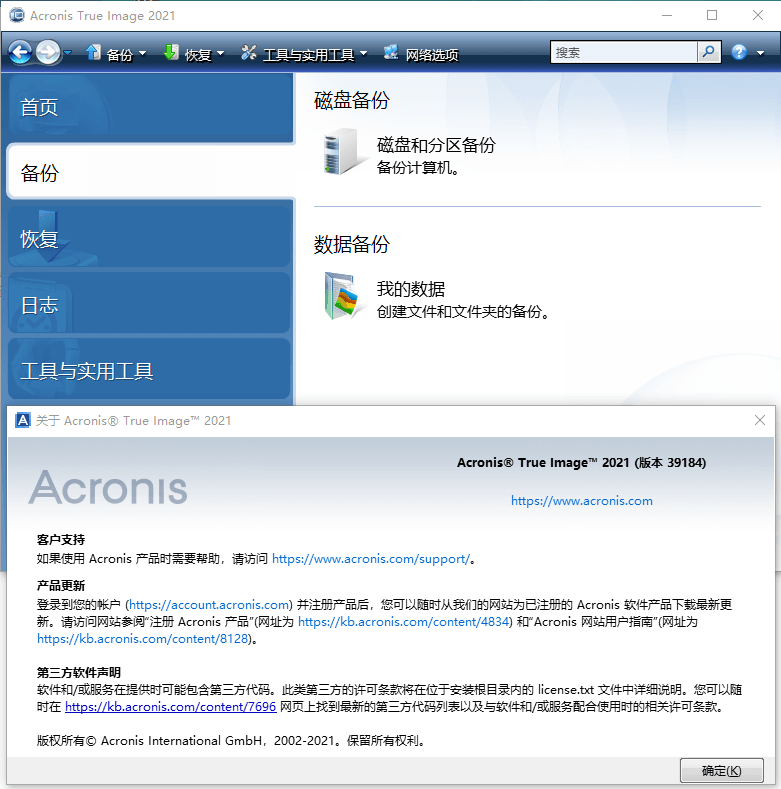 Acronis True Image 2021
备份 恢复 工具与实用工具 网络选项 搜索
首页
备份
恢复
日志
工具与实用工具
磁盘备份
磁盘和分区备份
备份计算机。
数据备份
我的数据
创建文件和文件夹的备份。
关于 Acronis® True Image™ 2021
Acronis
Acronis® True Image™ 2021 (版本 39184)
https://www.acronis.com
客户支持
如果使用 Acronis 产品时需要帮助，请访问 https://www.acronis.com/support/。
产品更新
登录到您的帐户 (https://account.acronis.com) 并注册产品后，您可以随时从我们的网站为已注册的 Acronis 软件产品下载最新更
新。请访问网站参阅“注册 Acronis 产品”(网址为 https://kb.acronis.com/content/4834) 和“Acronis 网站用户指南”(网址为
https://kb.acronis.com/content/8128)。
第三方软件声明
软件和/或服务在提供时可能包含第三方代码。此类第三方的许可条款将在位于安装根目录内的 license.txt 文件中详细说明。您可以随
时在 https://kb.acronis.com/content/7696 网页上找到最新的第三方代码列表以及与软件和/或服务配合使用时的相关许可条款。
版权所有© Acronis International GmbH，2002-2021。保留所有权利。
确定(K)